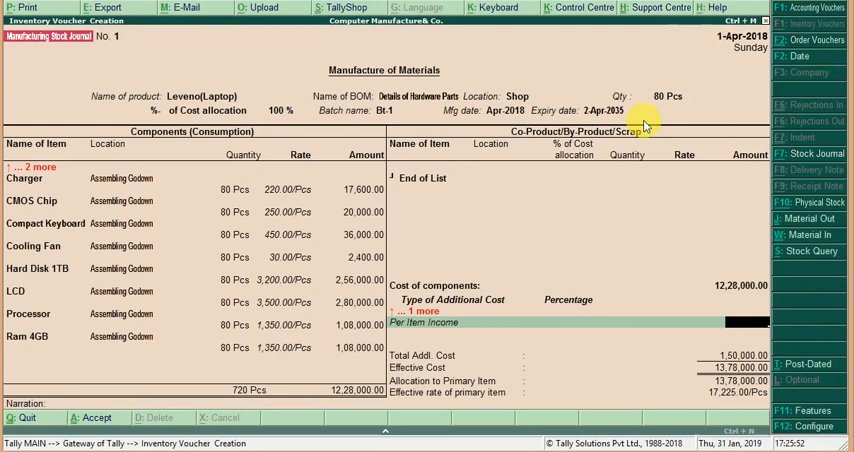 P: Print E: Export M: E-Mail O: Upload S: TallyShop G: Language K: Keyboard K: Control Centre H: Support Centre H: Help
F1: Accounting Vouchers
Inventory Voucher Creation Computer Manufacture& Co. Ctrl + M
F1: Inventory Vouchers
Manufacturing Stock Journal No. 1 1-Apr-2018
F2: Order Vouchers
Sunday
F2: Date
Manufacture of Materials
F3: Company
Name of product: Leveno(Laptop) Name of BOM: Details of Hardware Parts Location: Shop Qty : 80 Pcs
F6: Rejections In
%- of Cost allocation 100 % Batch name: Bt-1 Mfg date: Apr-2018 Expiry date: 2-Apr-2035
F6: Rejections Out
Components (Consumption) Co-Product/By-Product/Scrap
F7: Indent
Name of Item Location Quantity Rate Amount Name of Item Location % of Cost allocation Quantity Rate Amount
F7: Stock Journal
↑ ... 2 more
F8: Delivery Note
Charger Assembling Godown
80 Pcs 220.00/Pcs 17,600.00
┘ End of List
F9: Receipt Note
CMOS Chip Assembling Godown
80 Pcs 250.00/Pcs 20,000.00
F10: Physical Stock
Compact Keyboard Assembling Godown
80 Pcs 450.00/Pcs 36,000.00
J: Material Out
W: Material In
Cooling Fan Assembling Godown
80 Pcs 30.00/Pcs 2,400.00
S: Stock Query
Hard Disk 1TB Assembling Godown
80 Pcs 3,200.00/Pcs 2,56,000.00
Cost of components: 12,28,000.00
LCD Assembling Godown
80 Pcs 3,500.00/Pcs 2,80,000.00
Type of Additional Cost Percentage
↑ ... 1 more
Processor Assembling Godown
80 Pcs 1,350.00/Pcs 1,08,000.00
Per Item Income
Ram 4GB Assembling Godown
80 Pcs 1,350.00/Pcs 1,08,000.00
Total Addl. Cost : 1,50,000.00
Effective Cost : 13,78,000.00
T: Post-Dated
Allocation to Primary Item : 13,78,000.00
L: Optional
720 Pcs 12,28,000.00
Effective rate of primary item : 17,225.00/Pcs
Narration:
F11: Features
Q: Quit A: Accept D: Delete X: Cancel
F12: Configure
Ctrl + N
Tally MAIN --> Gateway of Tally --> Inventory Voucher Creation © Tally Solutions Pvt Ltd., 1988-2018 Thu, 31 Jan, 2019 17:25:52